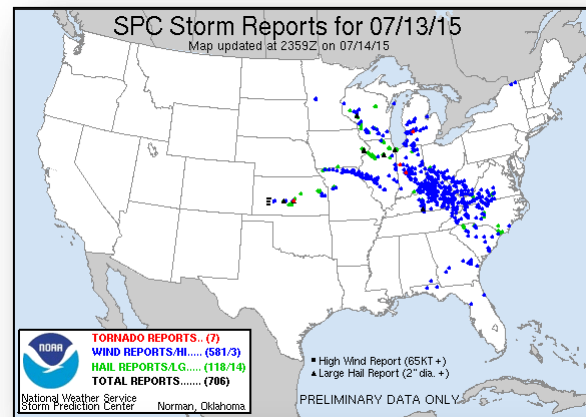 SPC Storm Reports for 07/13/15
Map updated at 2359Z on 07/14/15
NOAA
TORNADO REPORTS.. (7)
WIND REPORTS/HI..... (581/3)
HAIL REPORTS/LG..... (118/14)
TOTAL REPORTS....... (706)
National Weather Service
Storm Prediction Center Norman, Oklahoma
High Wind Report (65KT +)
Large Hail Report (2" dia. +)
PRELIMINARY DATA ONLY